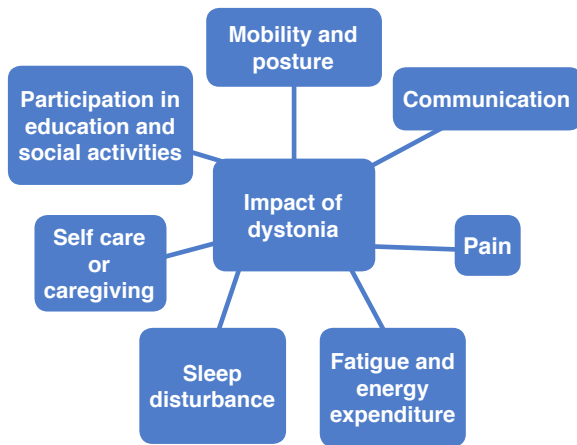 Mobility and
posture
Communication
Participation in
education and
social activities
Impact of
dystonia
Self care
or
caregiving
Pain
Sleep
disturbance
Fatigue and
energy
expenditure